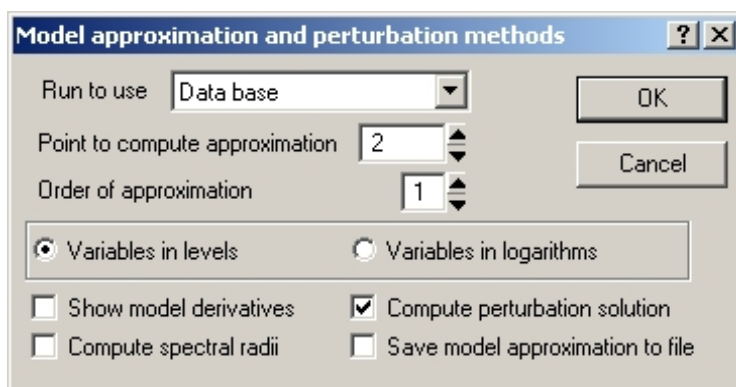 Model approximation and perturbation methods
Run to use Data base
OK
Point to compute approximation 2
Cancel
Order of approximation 1
Variables in levels Variables in logarithms
Show model derivatives Compute perturbation solution
Compute spectral radii Save model approximation to file